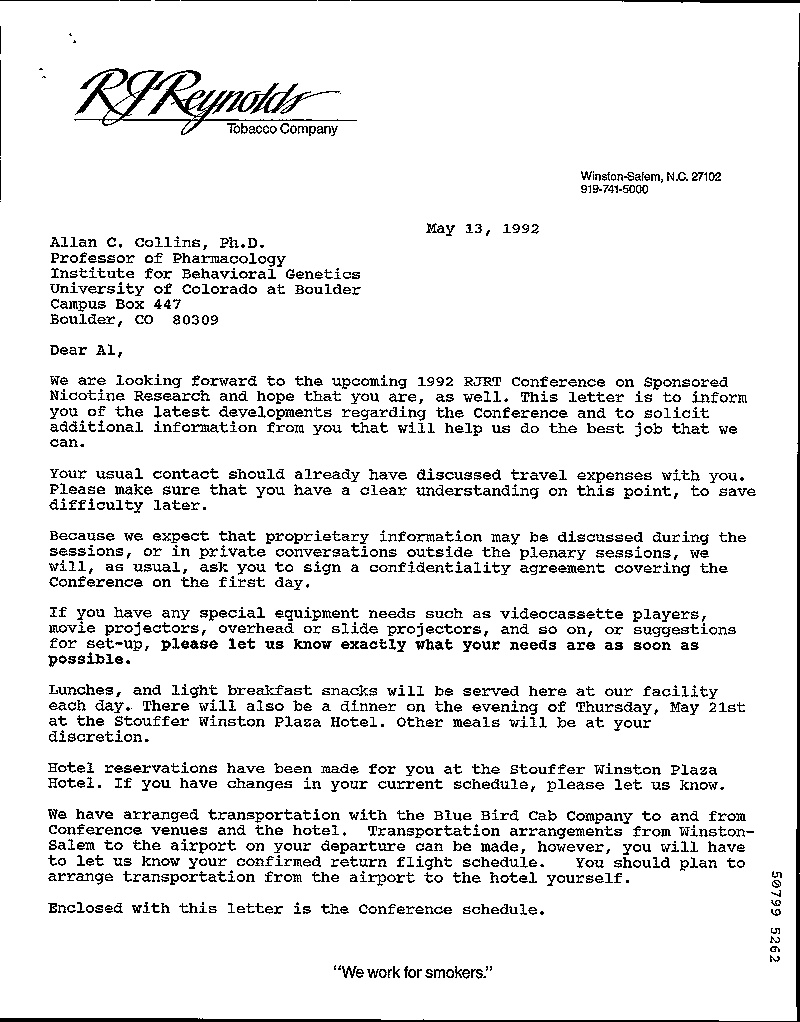 RJReynolds
Tobacco Company
Winston-Salem, N.C. 27102
919-741-5000
May 13, 1992
Allan C. Collins, Ph.D.
Professor of Pharmacology
Institute for Behavioral Genetics
University of Colorado at Boulder
Campus Box 447
Boulder, CO  80309
Dear Al,
We are looking forward to the upcoming 1992 RJRT Conference on Sponsored
Nicotine Research and hope that you are, as well. This letter is to inform
you of the latest developments regarding the Conference and to solicit
additional information from you that will help us do the best job that we
can.
Your usual contact should already have discussed travel expenses with you.
Please make sure that you have a clear understanding on this point, to save
difficulty later.
Because we expect that proprietary information may be discussed during the
sessions, or in private conversations outside the plenary sessions, we
will, as usual, ask you to sign a confidentiality agreement covering the
Conference on the first day.
If you have any special equipment needs such as videocassette players,
movie projectors, overhead or slide projectors, and so on, or suggestions
for set-up, please let us know exactly what your needs are as soon as
possible.
Lunches, and light breakfast snacks will be served here at our facility
each day. There will also be a dinner on the evening of Thursday, May 21st
at the Stouffer Winston Plaza Hotel. Other meals will be at your
discretion.
Hotel reservations have been made for you at the Stouffer Winston Plaza
Hotel. If you have changes in your current schedule, please let us know.
We have arranged transportation with the Blue Bird Cab Company to and from
Conference venues and the hotel.  Transportation arrangements from Winston-
Salem to the airport on your departure can be made, however, you will have
to let us know your confirmed return flight schedule.   You should plan to
arrange transportation from the airport to the hotel yourself.
Enclosed with this letter is the Conference schedule.
50799 5262
"We work for smokers."